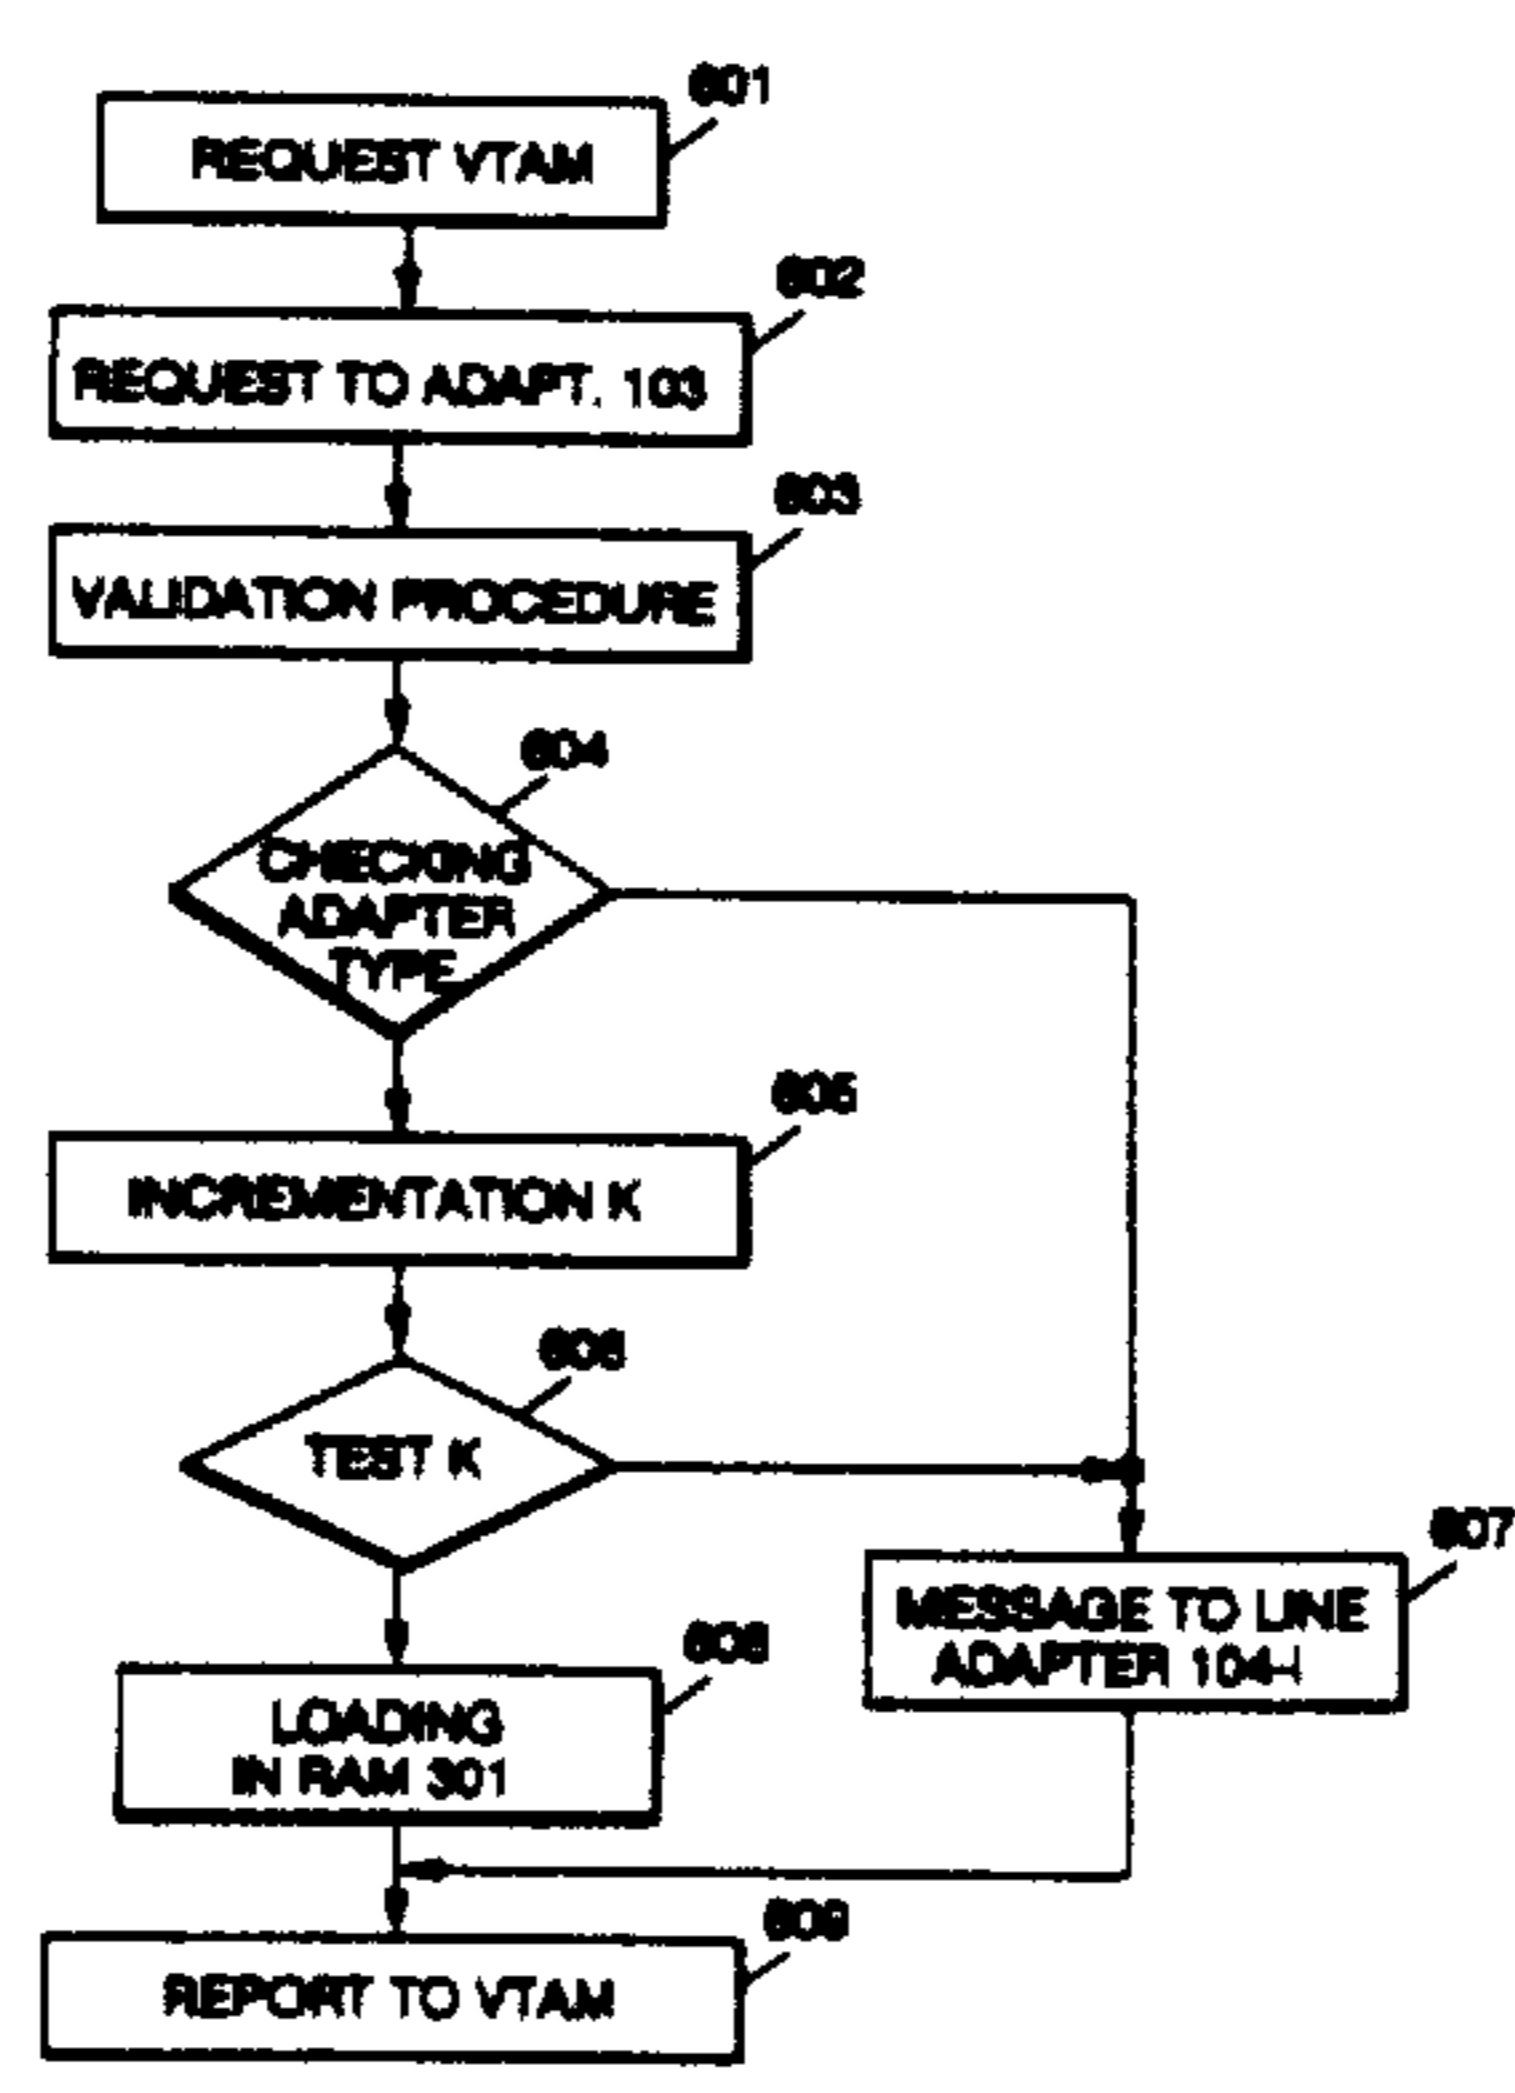 601
REQUEST VTAM
602
REQUEST TO ADAPT. 103
603
VALIDATION PROCEDURE
604
CHECKING
ADAPTER
TYPE
605
INCREMENTATION K
606
TEST K
607
MESSAGE TO LINE
ADAPTER 104-I
608
LOADING
IN RAM 301
609
REPORT TO VTAM